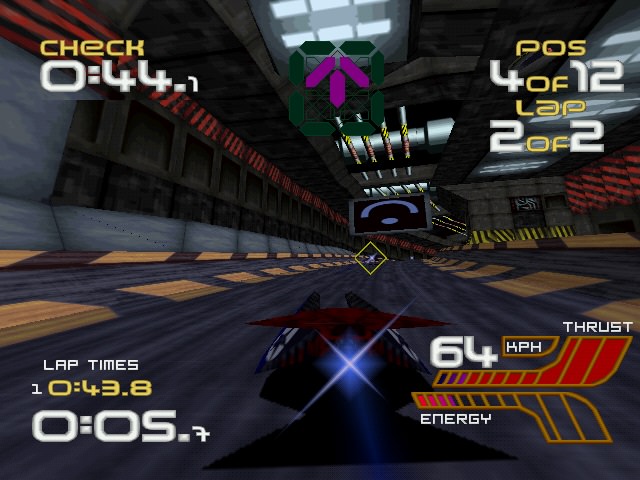 CHECK
0:44.1
POS
4 OF 12
LAP
2 OF 2
THRUST
64 KPH
ENERGY
LAP TIMES
1 0:43.8
0:05.7